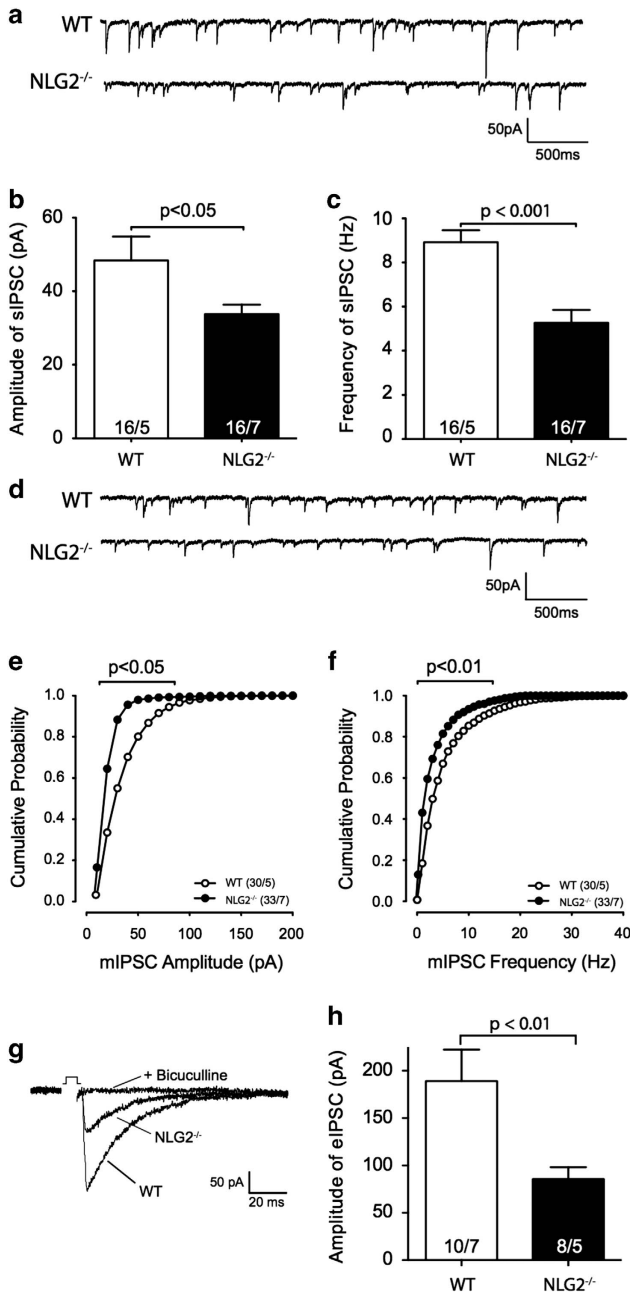 a
WT
NLG2-/-
50pA
500ms
b
p<0.05
Amplitude of sIPSC (pA)
60
40
20
0
16/5
16/7
WT
NLG2-/-
c
p < 0.001
Frequency of sIPSC (Hz)
10
8
6
4
2
0
16/5
16/7
WT
NLG2-/-
d
WT
NLG2-/-
50pA
500ms
e
p<0.05
Cumulative Probability
1.0
0.8
0.6
0.4
0.2
0.0
WT (30/5)
NLG2-/- (33/7)
0
50
100
150
200
mIPSC Amplitude (pA)
f
p<0.01
Cumulative Probability
1.0
0.8
0.6
0.4
0.2
0.0
WT (30/5)
NLG2-/- (33/7)
0
10
20
30
40
mIPSC Frequency (Hz)
g
+ Bicuculline
NLG2-/-
WT
50 pA
20 ms
h
p < 0.01
Amplitude of eIPSC (pA)
200
150
100
50
0
10/7
8/5
WT
NLG2-/-